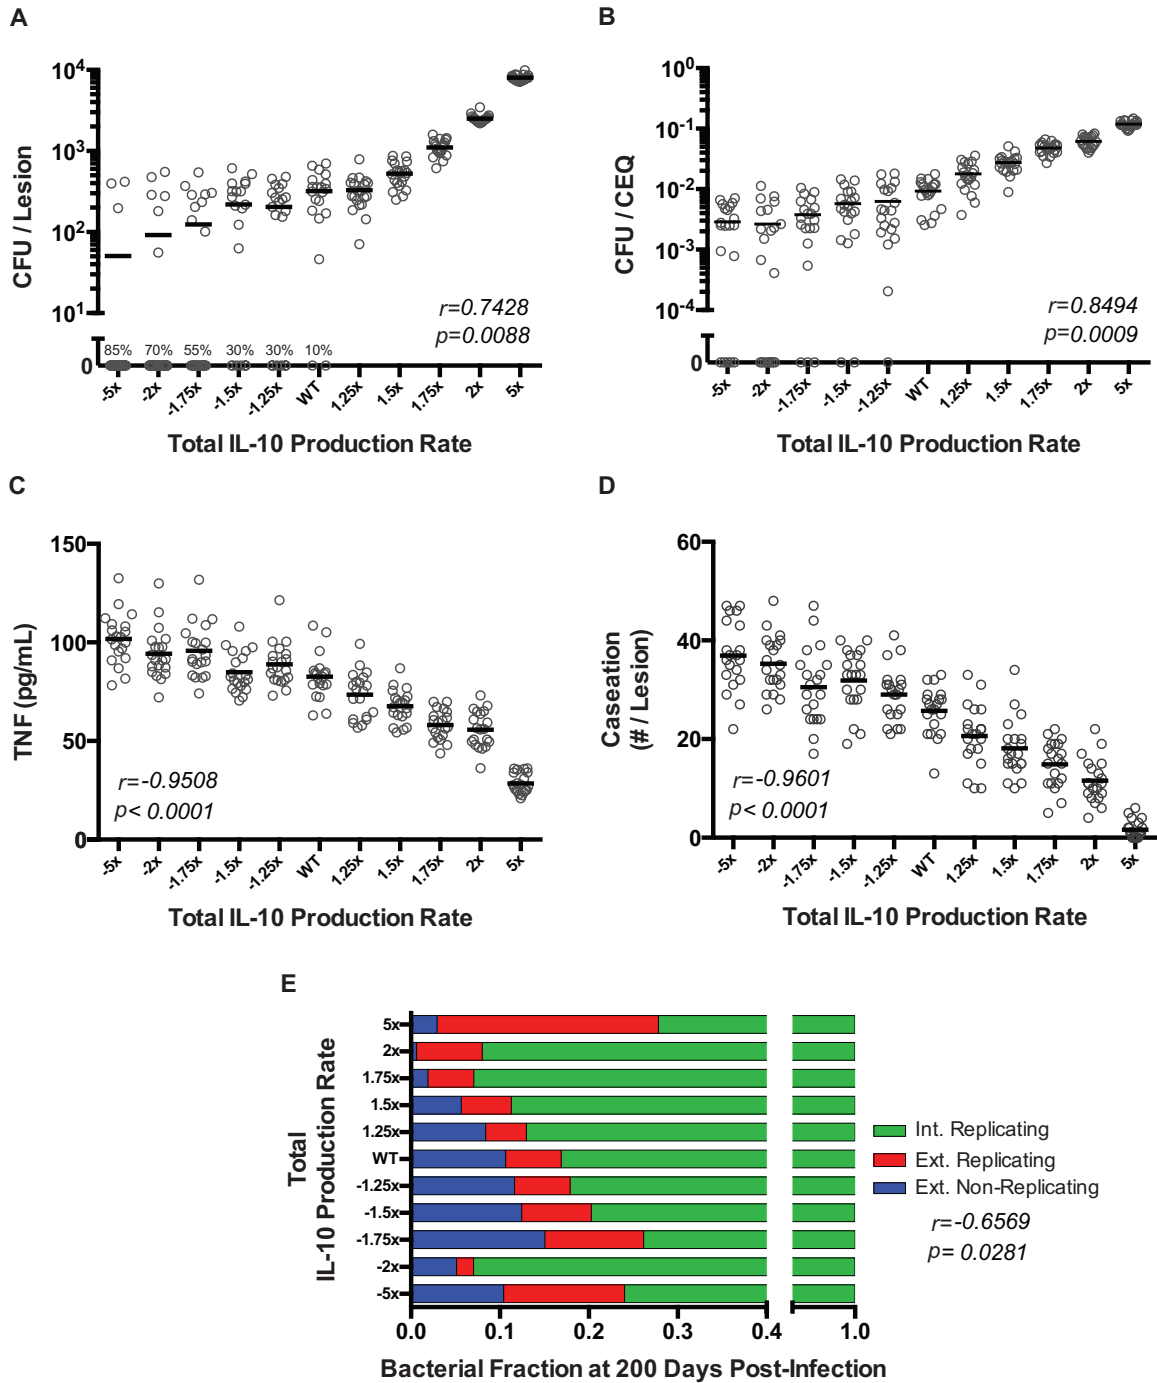 A
10^4
10^3
10^2
10^1
0
CFU / Lesion
r=0.7428
p=0.0088
85% 70% 55% 30% 30% 10%
-5x -2x -1.75x -1.5x -1.25x WT 1.25x 1.5x 1.75x 2x 5x
Total IL-10 Production Rate
B
10^0
10^-1
10^-2
10^-3
10^-4
0
CFU / CEQ
r=0.8494
p=0.0009
-5x -2x -1.75x -1.5x -1.25x WT 1.25x 1.5x 1.75x 2x 5x
Total IL-10 Production Rate
C
150
100
50
0
TNF (pg/mL)
r=-0.9508
p< 0.0001
-5x -2x -1.75x -1.5x -1.25x WT 1.25x 1.5x 1.75x 2x 5x
Total IL-10 Production Rate
D
60
40
20
0
Caseation
(# / Lesion)
r=-0.9601
p< 0.0001
-5x -2x -1.75x -1.5x -1.25x WT 1.25x 1.5x 1.75x 2x 5x
Total IL-10 Production Rate
E
Total
IL-10 Production Rate
5x
2x
1.75x
1.5x
1.25x
WT
-1.25x
-1.5x
-1.75x
-2x
-5x
0.0 0.1 0.2 0.3 0.4 1.0
Bacterial Fraction at 200 Days Post-Infection
Int. Replicating
Ext. Replicating
Ext. Non-Replicating
r=-0.6569
p= 0.0281